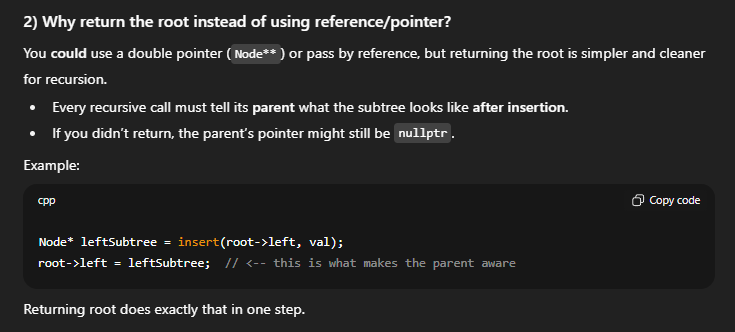 2) Why return the root instead of using reference/pointer?
You could use a double pointer (Node**) or pass by reference, but returning the root is simpler and cleaner
for recursion.
• Every recursive call must tell its parent what the subtree looks like after insertion.
• If you didn’t return, the parent’s pointer might still be nullptr.
Example:
cpp
Copy code
Node* leftSubtree = insert(root->left, val);
root->left = leftSubtree;  // <-- this is what makes the parent aware
Returning root does exactly that in one step.